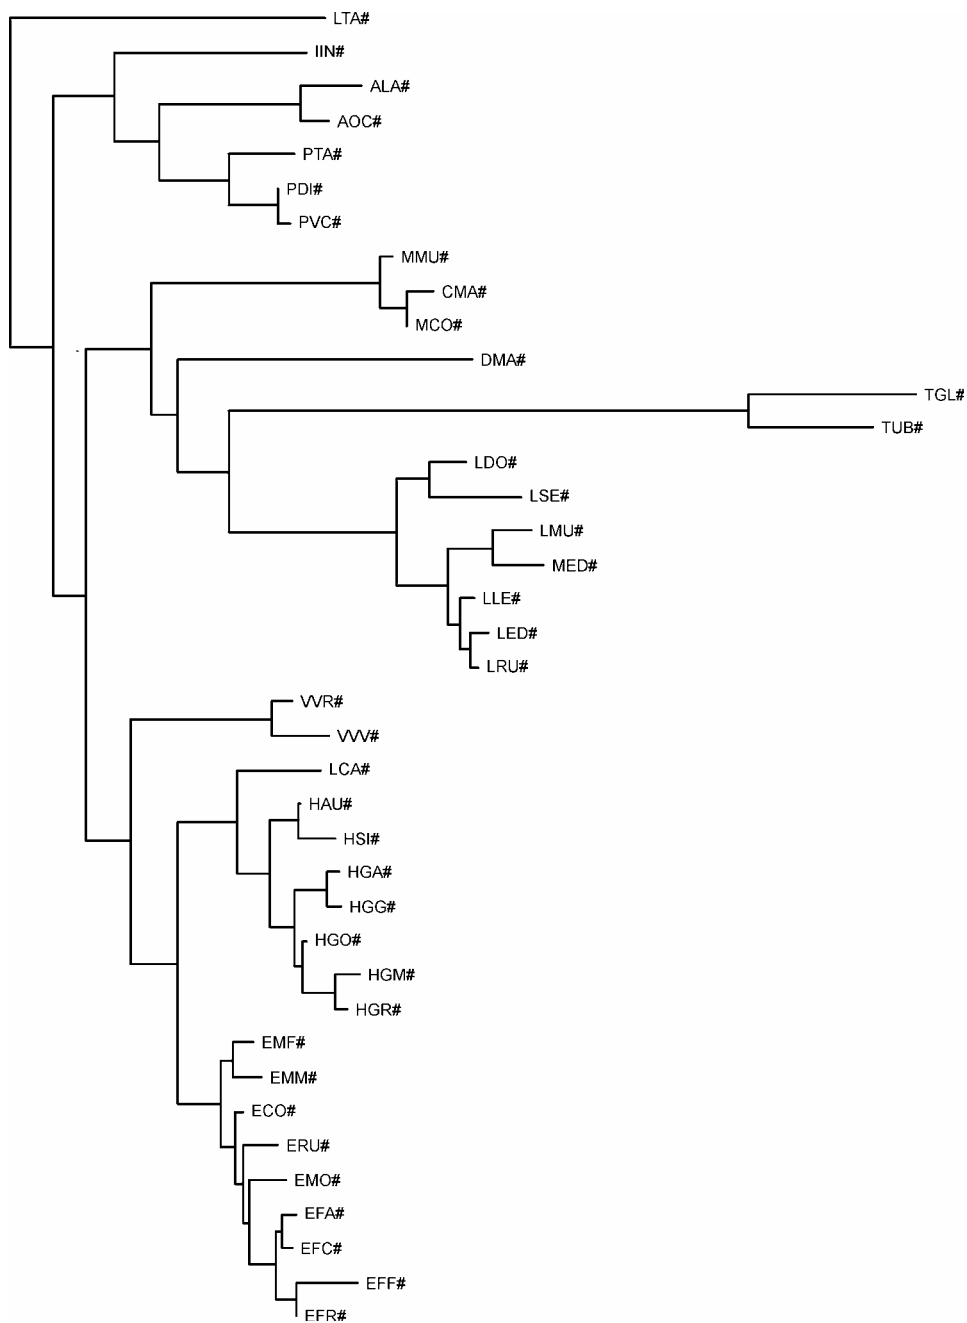 LTA#
IIN#
ALA#
AOC#
PTA#
PDI#
PVC#
MMU#
CMA#
MCO#
DMA#
TGL#
TUB#
LDO#
LSE#
LMU#
MED#
LLE#
LED#
LRU#
VVR#
VVV#
LCA#
HAU#
HSI#
HGA#
HGG#
HGO#
HGM#
HGR#
EMF#
EMM#
ECO#
ERU#
EMO#
EFA#
EFC#
EFF#
EFR#